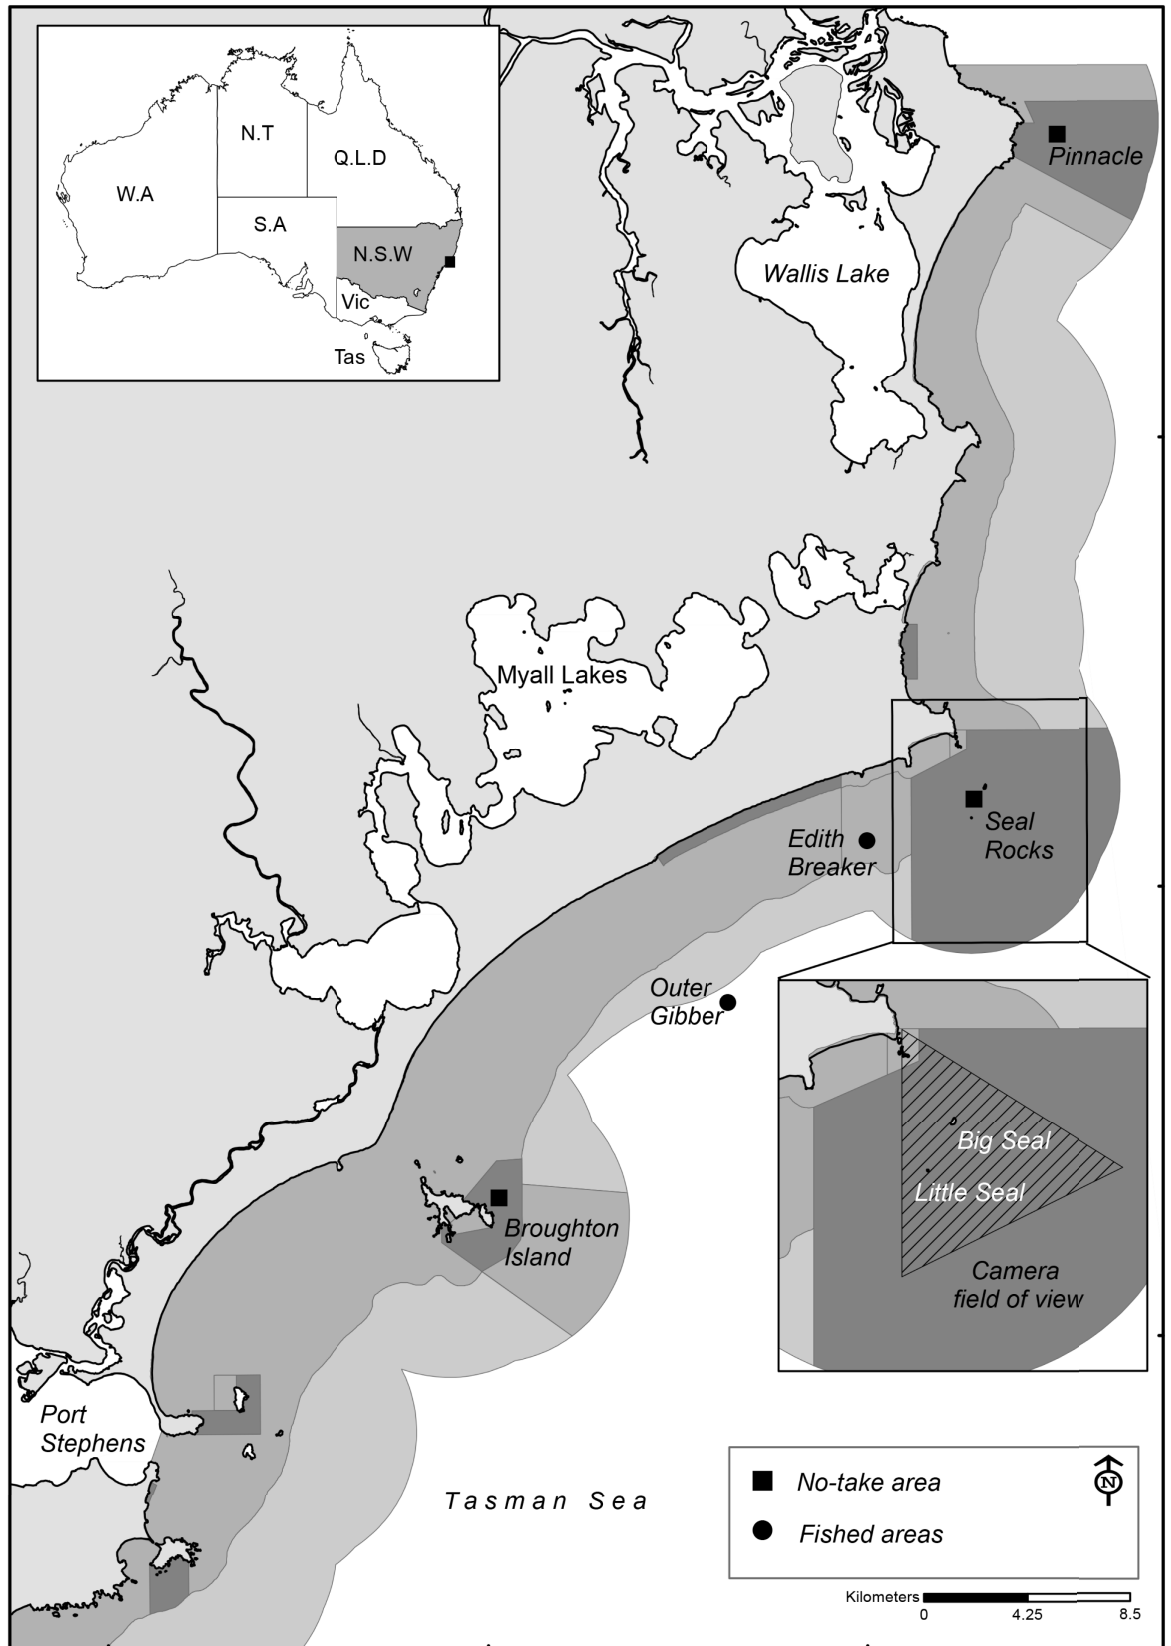 N.T
Q.L.D
W.A
S.A
N.S.W
Vic
Tas
Pinnacle
Wallis Lake
Myall Lakes
Seal
Rocks
Edith
Breaker
Outer
Gibber
Big Seal
Little Seal
Camera
field of view
Broughton
Island
Port
Stephens
Tasman Sea
No-take area
N
Fished areas
Kilometers
0 4.25 8.5